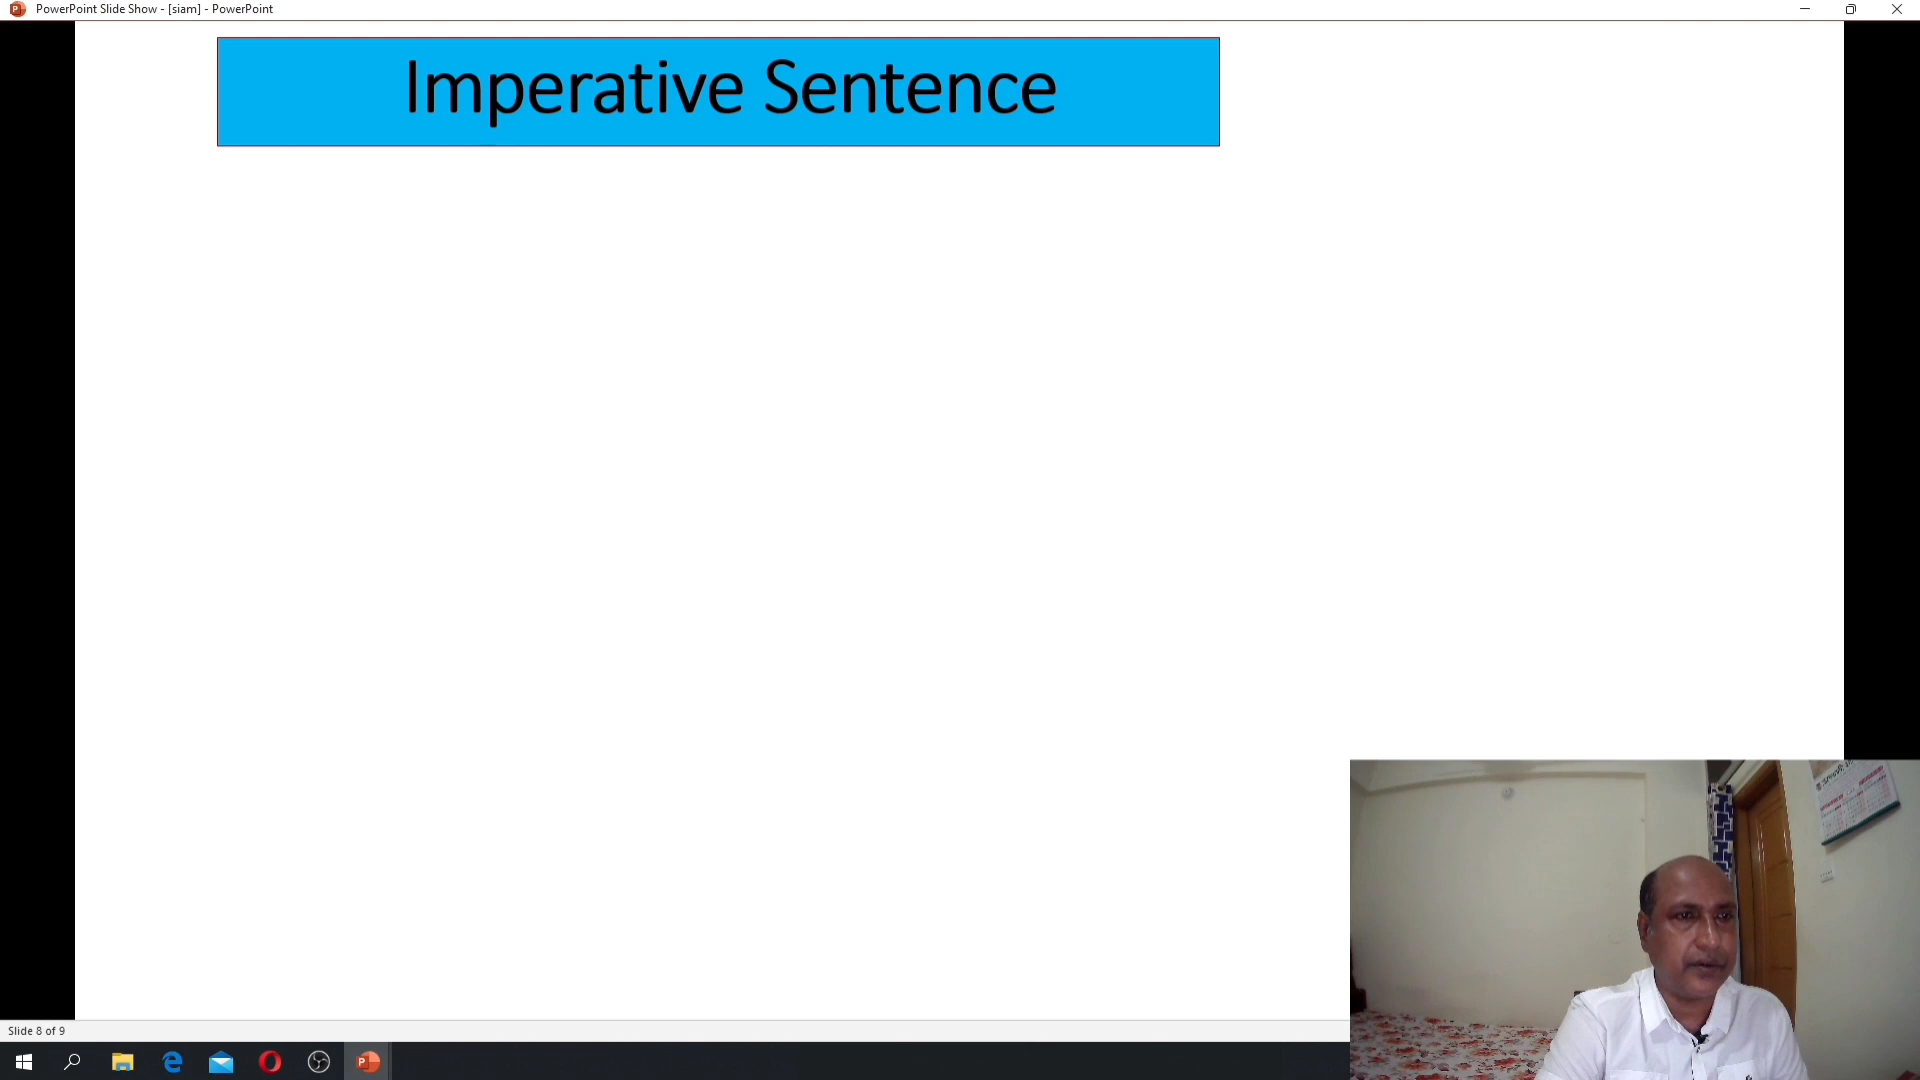 PowerPoint Slide Show - [siam] - PowerPoint
Imperative Sentence
Slide 8 of 9